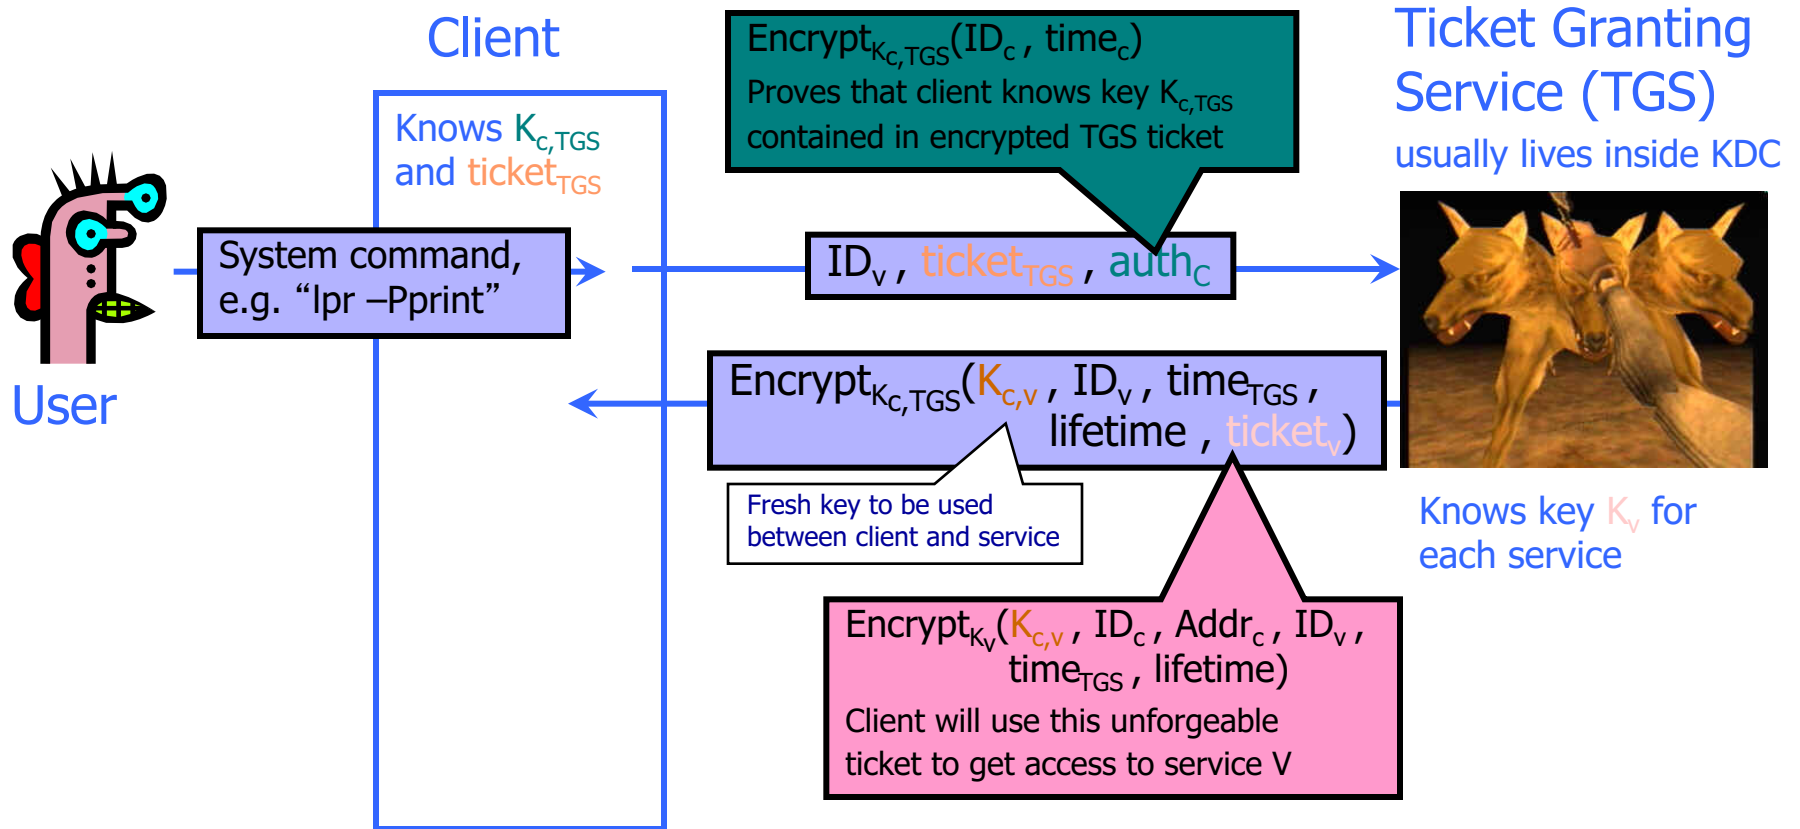 Client
Ticket Granting
Service (TGS)
usually lives inside KDC
Encrypt_{K_{c,TGS}}(ID_c , time_c)
Proves that client knows key K_{c,TGS}
contained in encrypted TGS ticket
Knows K_{c,TGS}
and ticket_{TGS}
System command,
e.g. “lpr –Pprint”
ID_v , ticket_{TGS} , auth_C
User
Encrypt_{K_{c,TGS}}(K_{c,v} , ID_v , time_{TGS} ,
lifetime , ticket_v)
Fresh key to be used
between client and service
Knows key K_v for
each service
Encrypt_{K_v}(K_{c,v} , ID_c , Addr_c , ID_v ,
time_{TGS} , lifetime)
Client will use this unforgeable
ticket to get access to service V